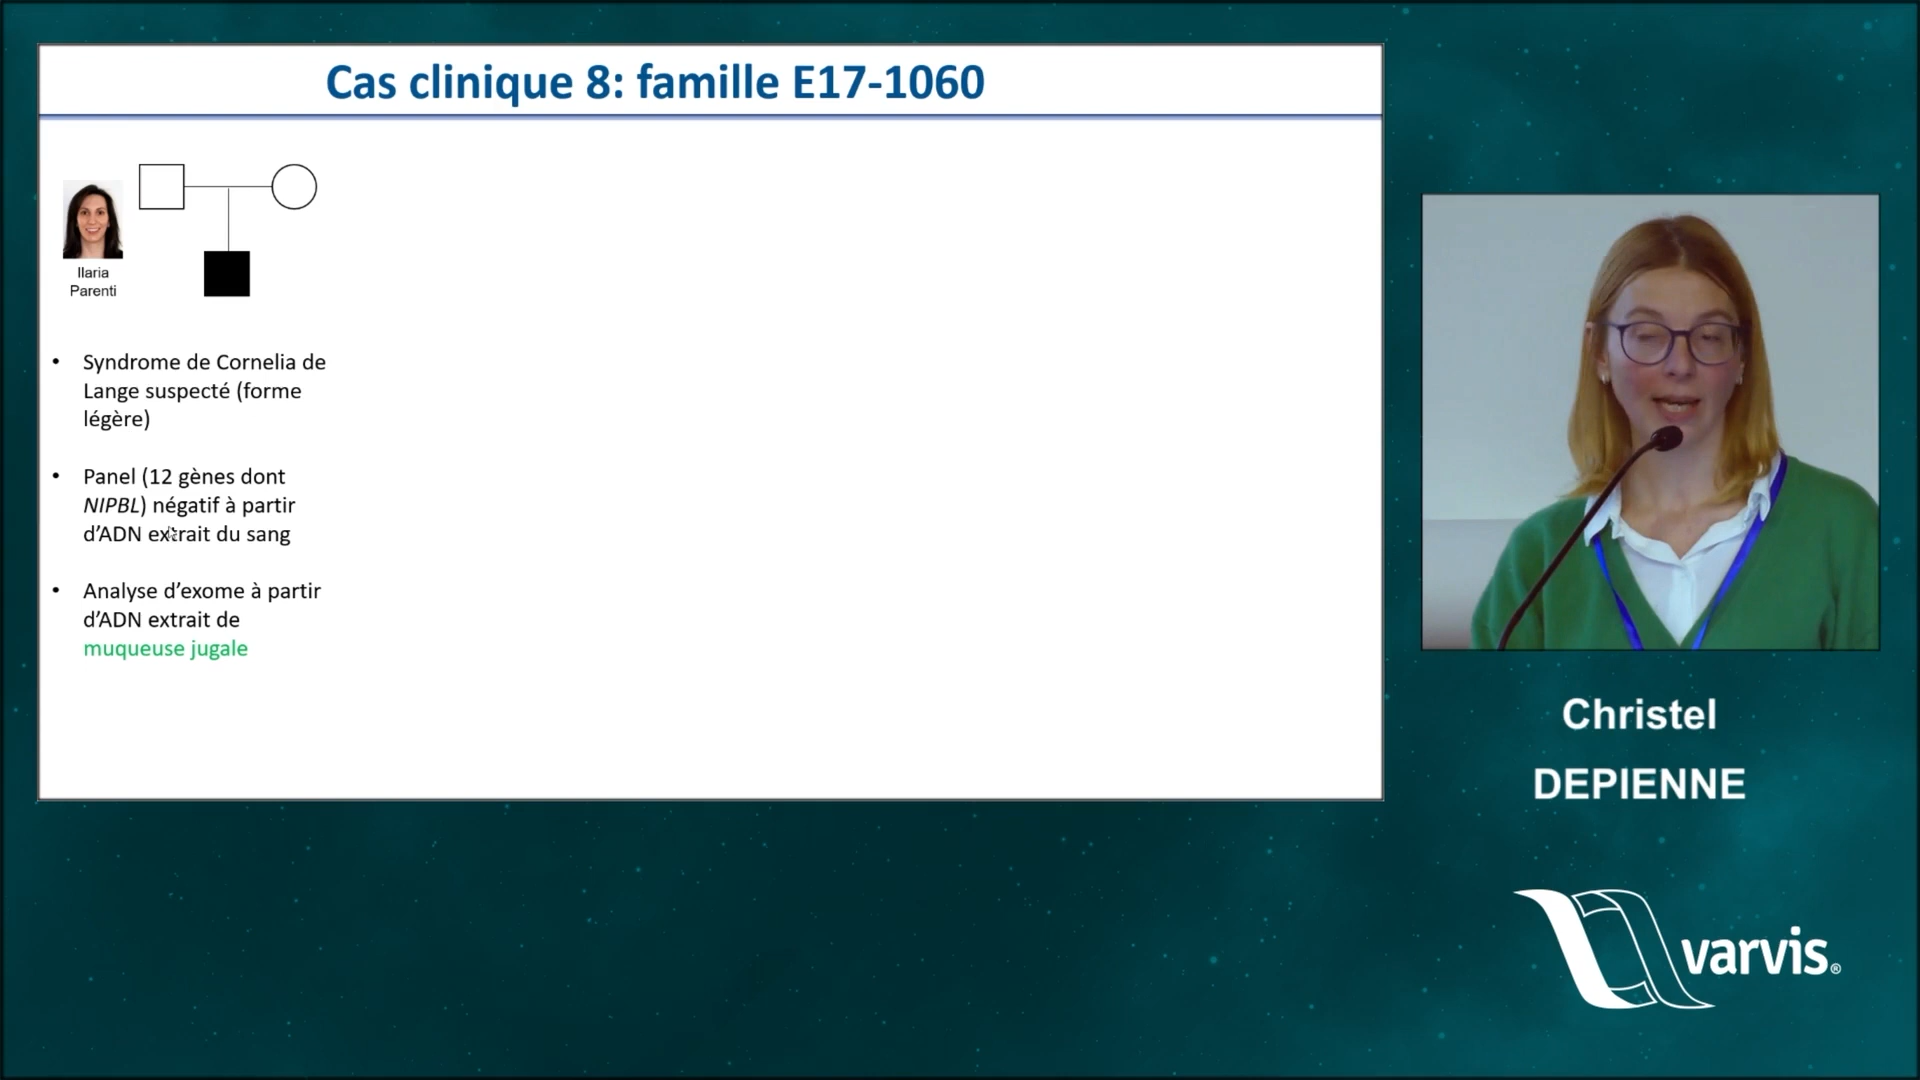 Cas clinique 8: famille E17-1060
Ilaria
Parenti
• Syndrome de Cornelia de
Lange suspecté (forme
légère)
• Panel (12 gènes dont
NIPBL) négatif à partir
d’ADN extrait du sang
• Analyse d’exome à partir
d’ADN extrait de
muqueuse jugale
Christel
DEPIENNE
varvis®